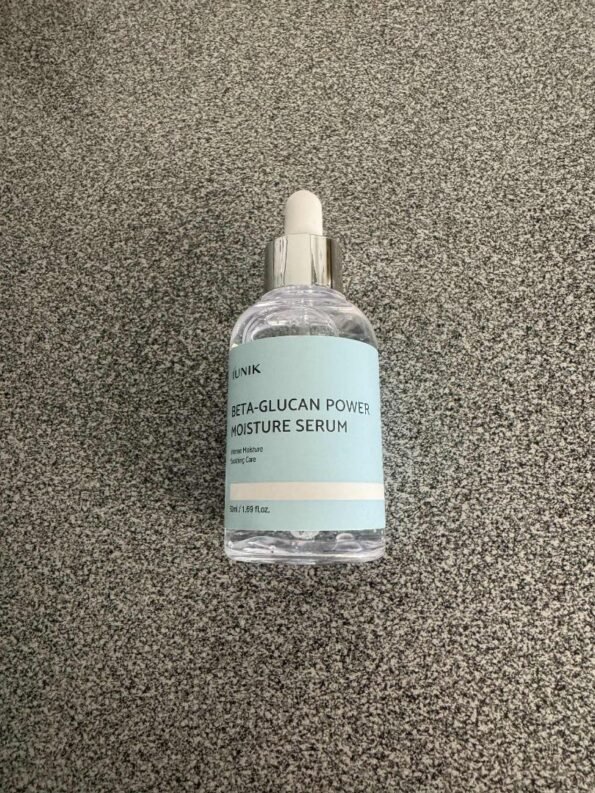 iUNIK
BETA-GLUCAN POWER
MOISTURE SERUM
Intense Moisture
Soothing Care
50ml / 1.69 fl.oz.